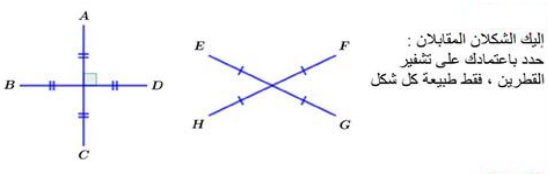 إليك الشكلان المقابلان :
حدد باعتمادك على تشفير
القطرين ، فقط طبيعة كل شكل
A
B
D
C
E
F
H
G